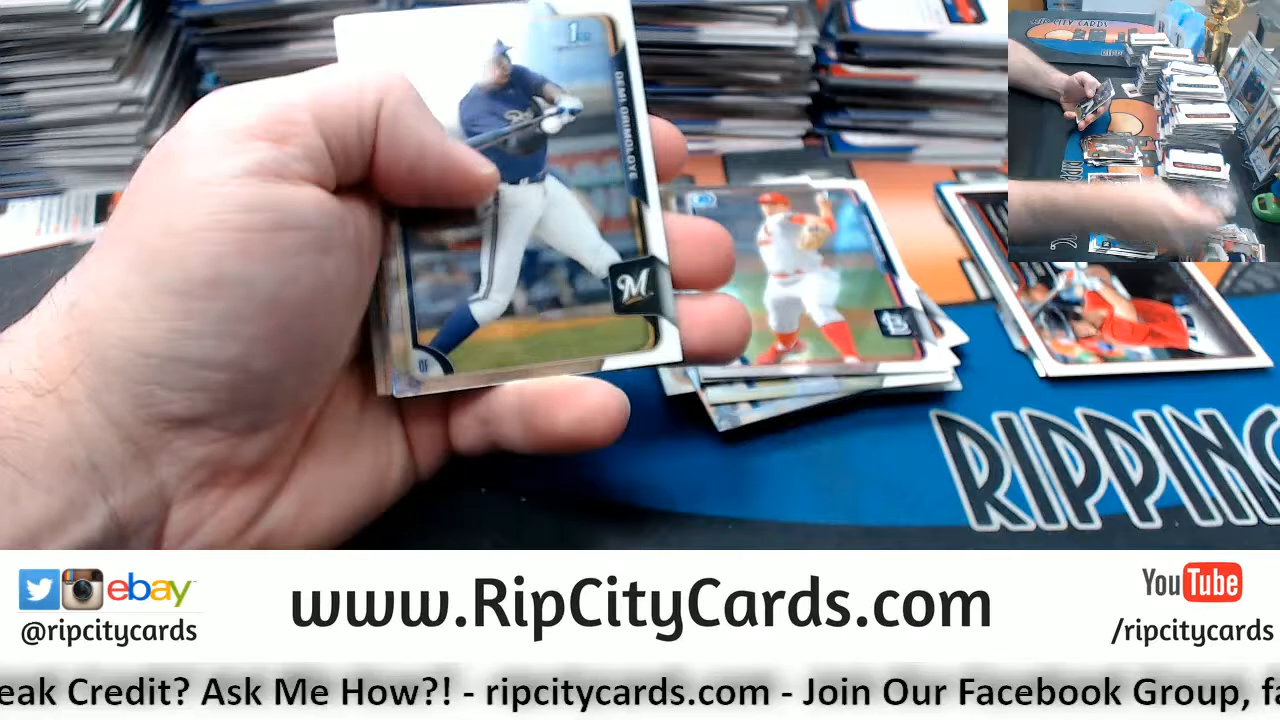 1ST
DEMI ORIMOLOYE
M
OF
RIP CITY CARDS
RIPPING
ebay
@ripcitycards
www.RipCityCards.com
YouTube
/ripcitycards
eak Credit? Ask Me How?! - ripcitycards.com - Join Our Facebook Group, fa